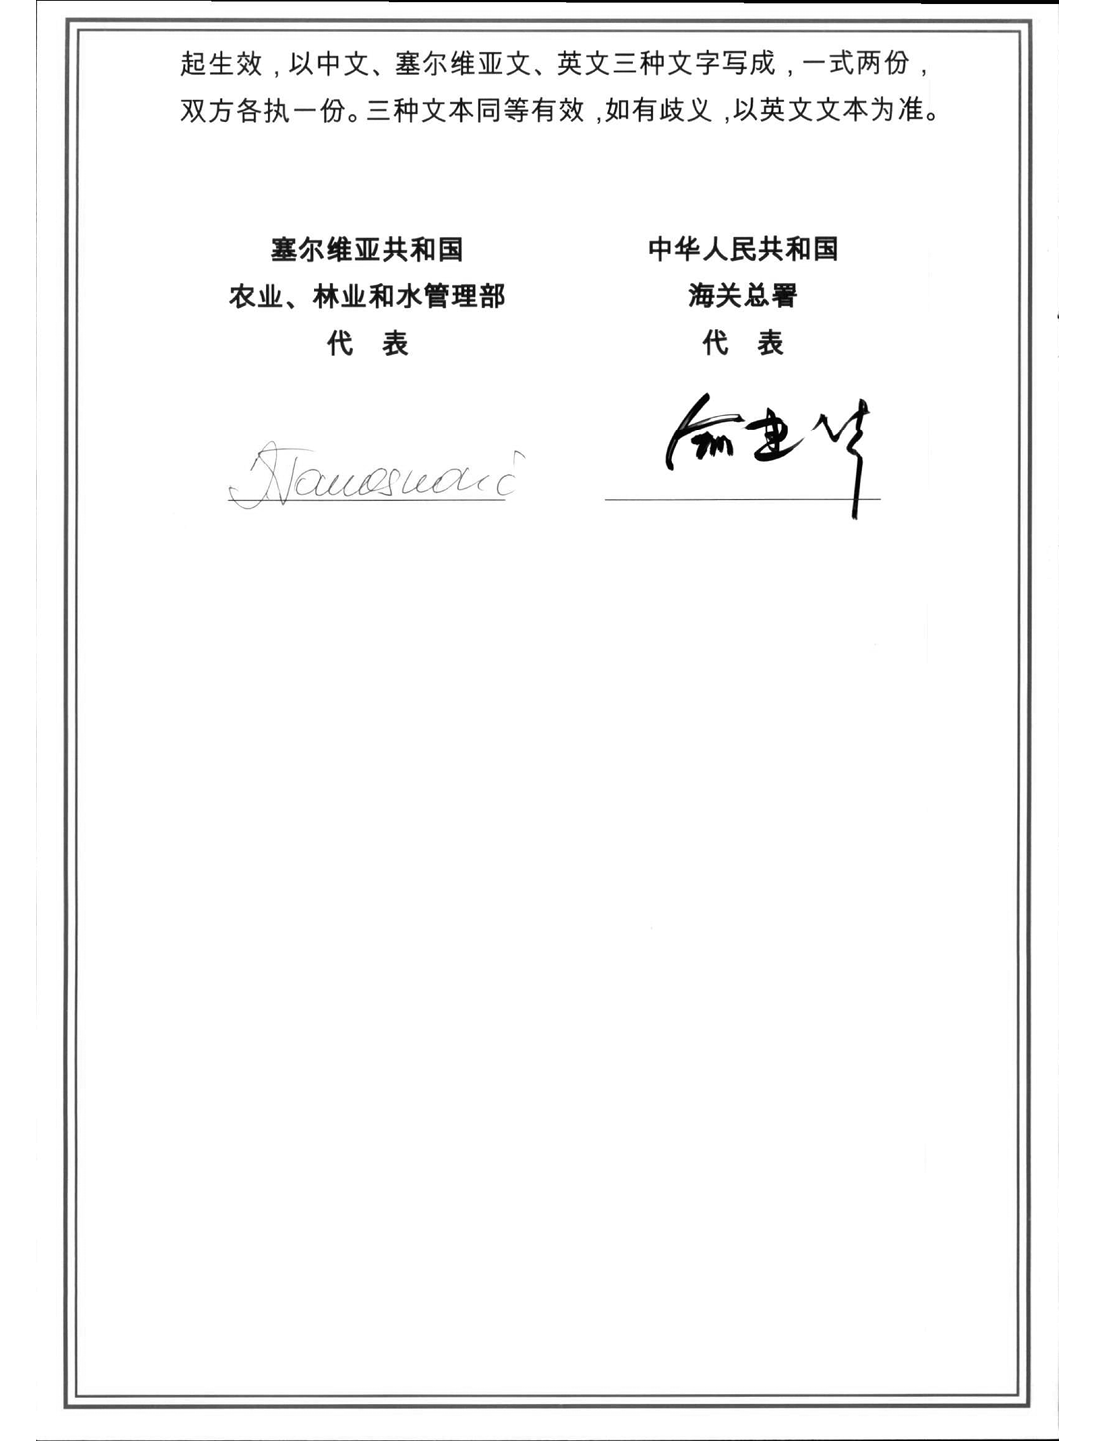 起生效，以中文、塞尔维亚文、英文三种文字写成，一式两份，
双方各执一份。三种文本同等有效，如有歧义，以英文文本为准。
塞尔维亚共和国
农业、林业和水管理部
代 表
中华人民共和国
海关总署
代 表
俞建华